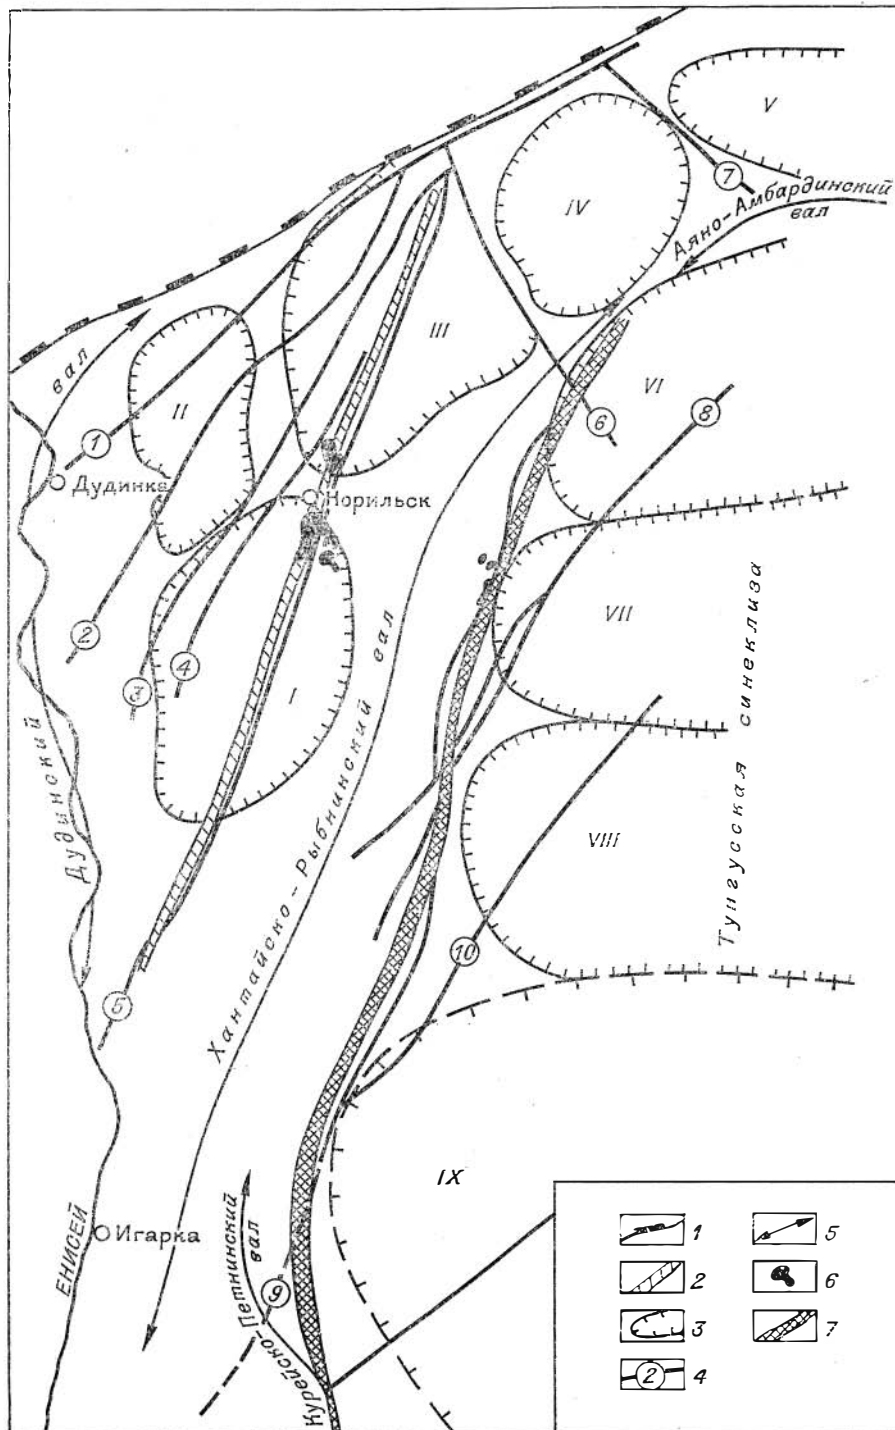 V
7
Аяно-Амбардинский
вал
IV
III
вал
II
VI
8
6
1
Дудинка
Норильск
VII
2
3
4
I
Тунгусская синеклиза
Дудинский
Хантайско-Рыбнинский вал
VIII
10
5
IX
ЕНИСЕЙ
Игарка
Курейско-Летнинский
вал
9
1
5
2
6
3
7
2
4